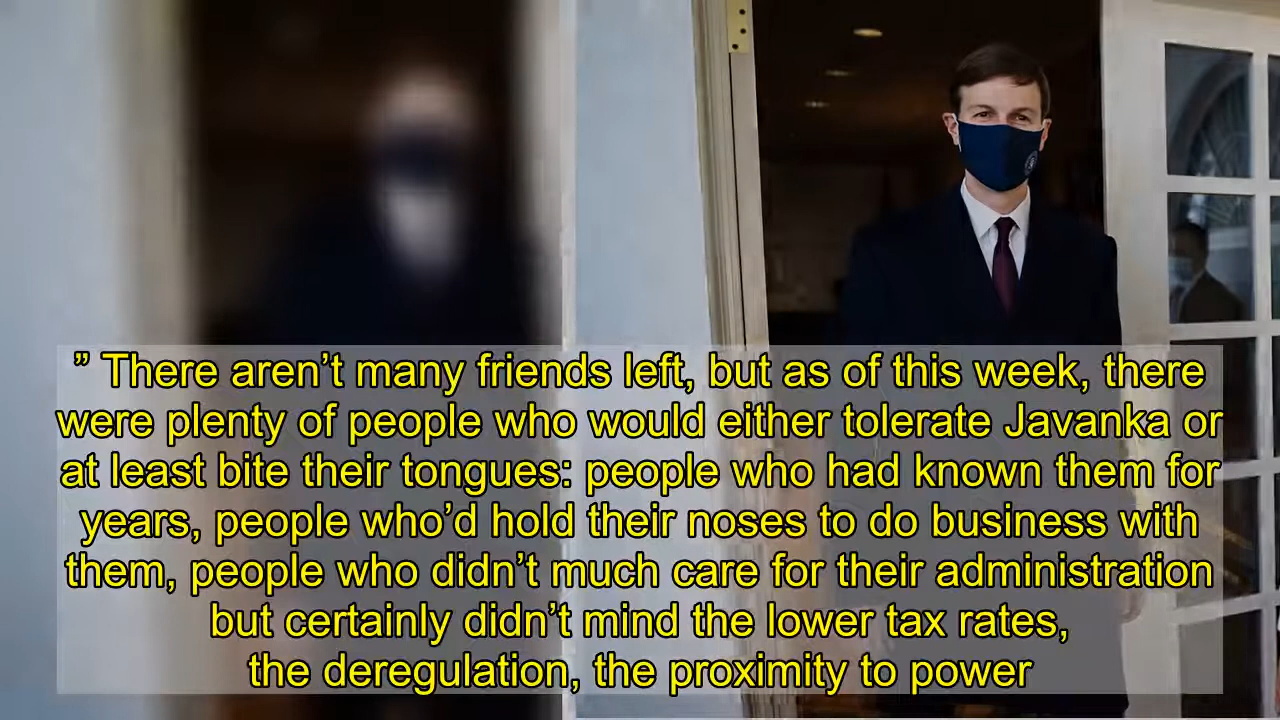 ” There aren’t many friends left, but as of this week, there
were plenty of people who would either tolerate Javanka or
at least bite their tongues: people who had known them for
years, people who’d hold their noses to do business with
them, people who didn’t much care for their administration
but certainly didn’t mind the lower tax rates,
the deregulation, the proximity to power